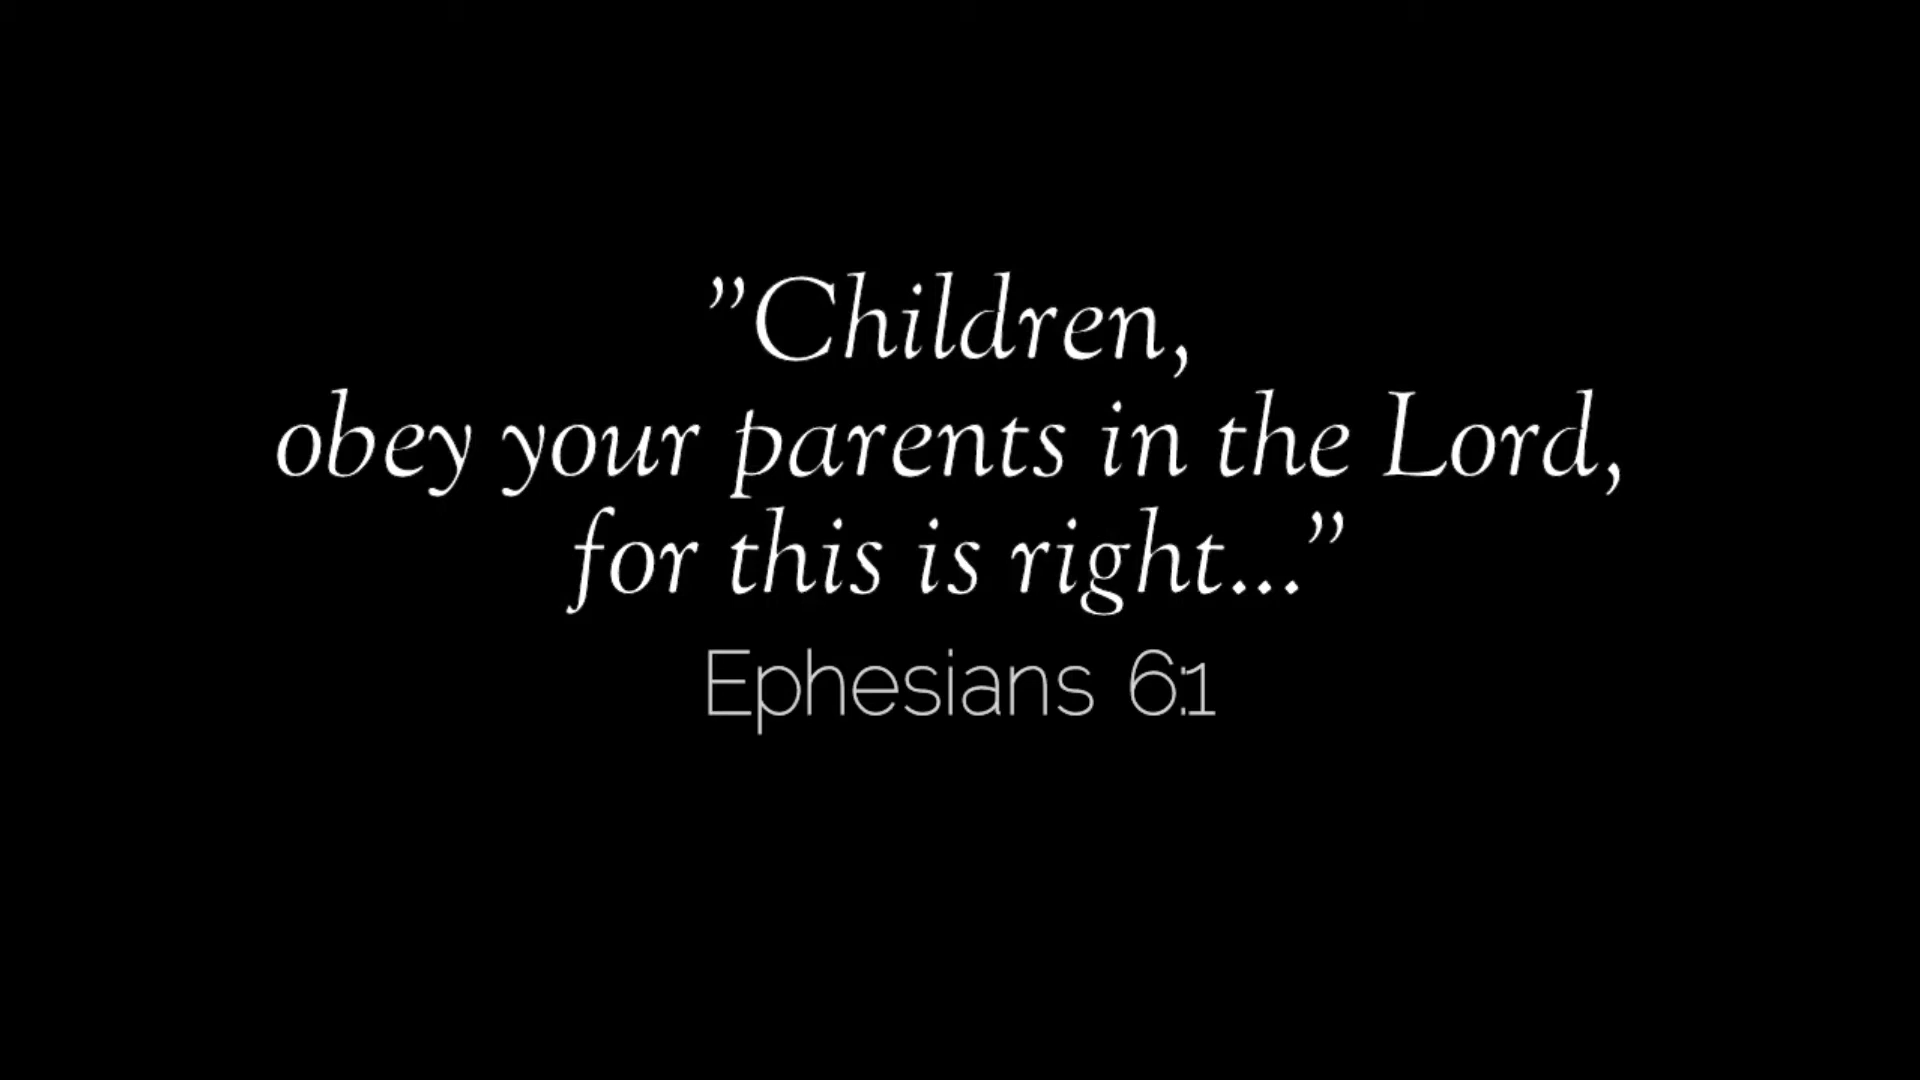 ”Children,
obey your parents in the Lord,
for this is right...”
Ephesians 6:1